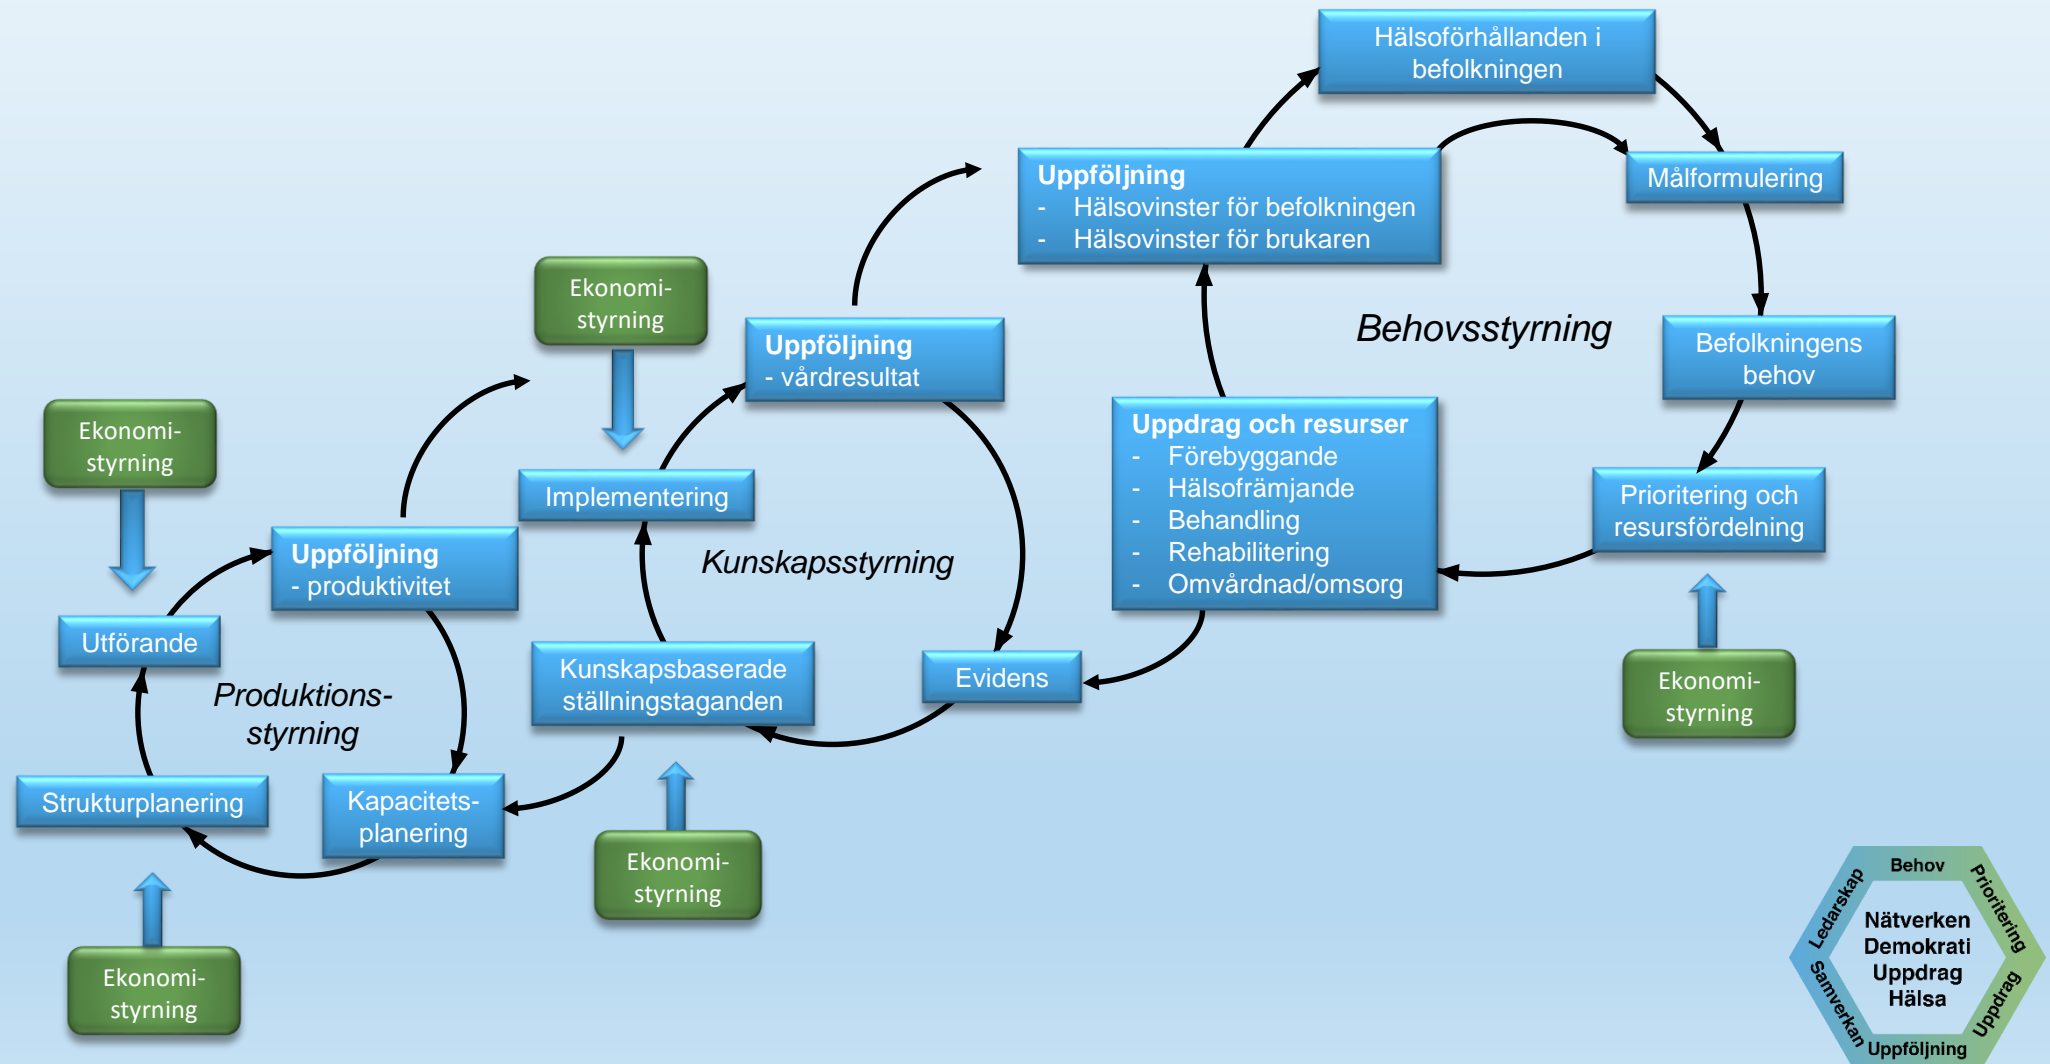 Hälsoförhållanden i
befolkningen
Uppföljning
- Hälsovinster för befolkningen
- Hälsovinster för brukaren
Målformulering
Ekonomi-
styrning
Uppföljning
- vårdresultat
Behovsstyrning
Befolkningens
behov
Ekonomi-
styrning
Uppdrag och resurser
- Förebyggande
- Hälsofrämjande
- Behandling
- Rehabilitering
- Omvårdnad/omsorg
Implementering
Prioritering och
resursfördelning
Uppföljning
- produktivitet
Kunskapsstyrning
Utförande
Kunskapsbaserade
ställningstaganden
Evidens
Ekonomi-
styrning
Produktions-
styrning
Strukturplanering
Kapacitets-
planering
Ekonomi-
styrning
Ekonomi-
styrning
Behov
Prioritering
Uppdrag
Uppföljning
Samverkan
Ledarskap
Nätverken
Demokrati
Uppdrag
Hälsa